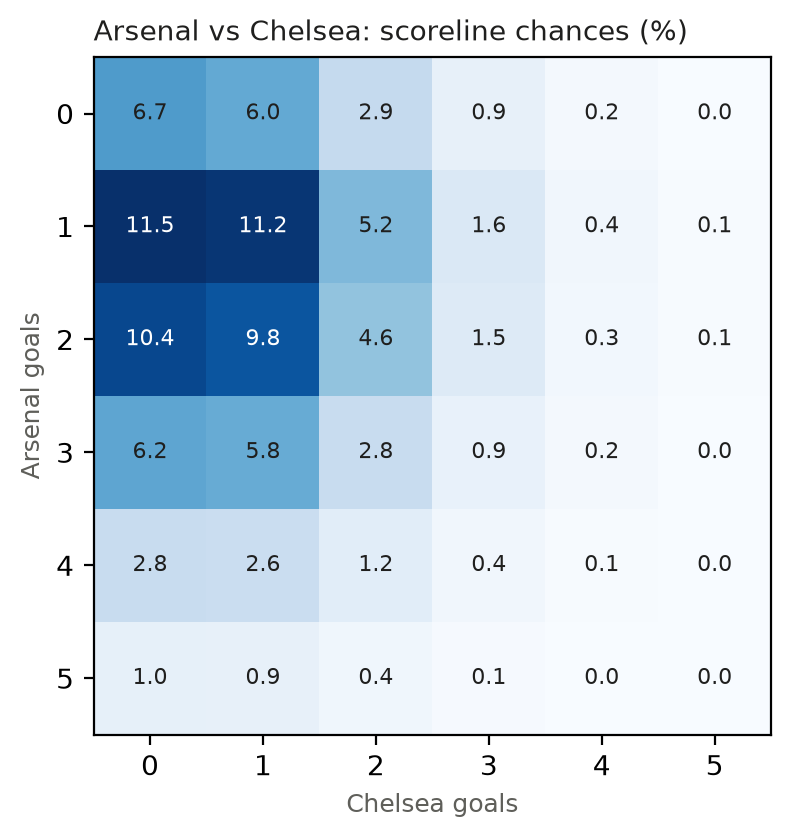 Arsenal vs Chelsea: scoreline chances (%)
0 6.7 6.0 2.9 0.9 0.2 0.0
1 11.5 11.2 5.2 1.6 0.4 0.1
2 10.4 9.8 4.6 1.5 0.3 0.1
3 6.2 5.8 2.8 0.9 0.2 0.0
4 2.8 2.6 1.2 0.4 0.1 0.0
5 1.0 0.9 0.4 0.1 0.0 0.0
0 1 2 3 4 5
Chelsea goals
Arsenal goals